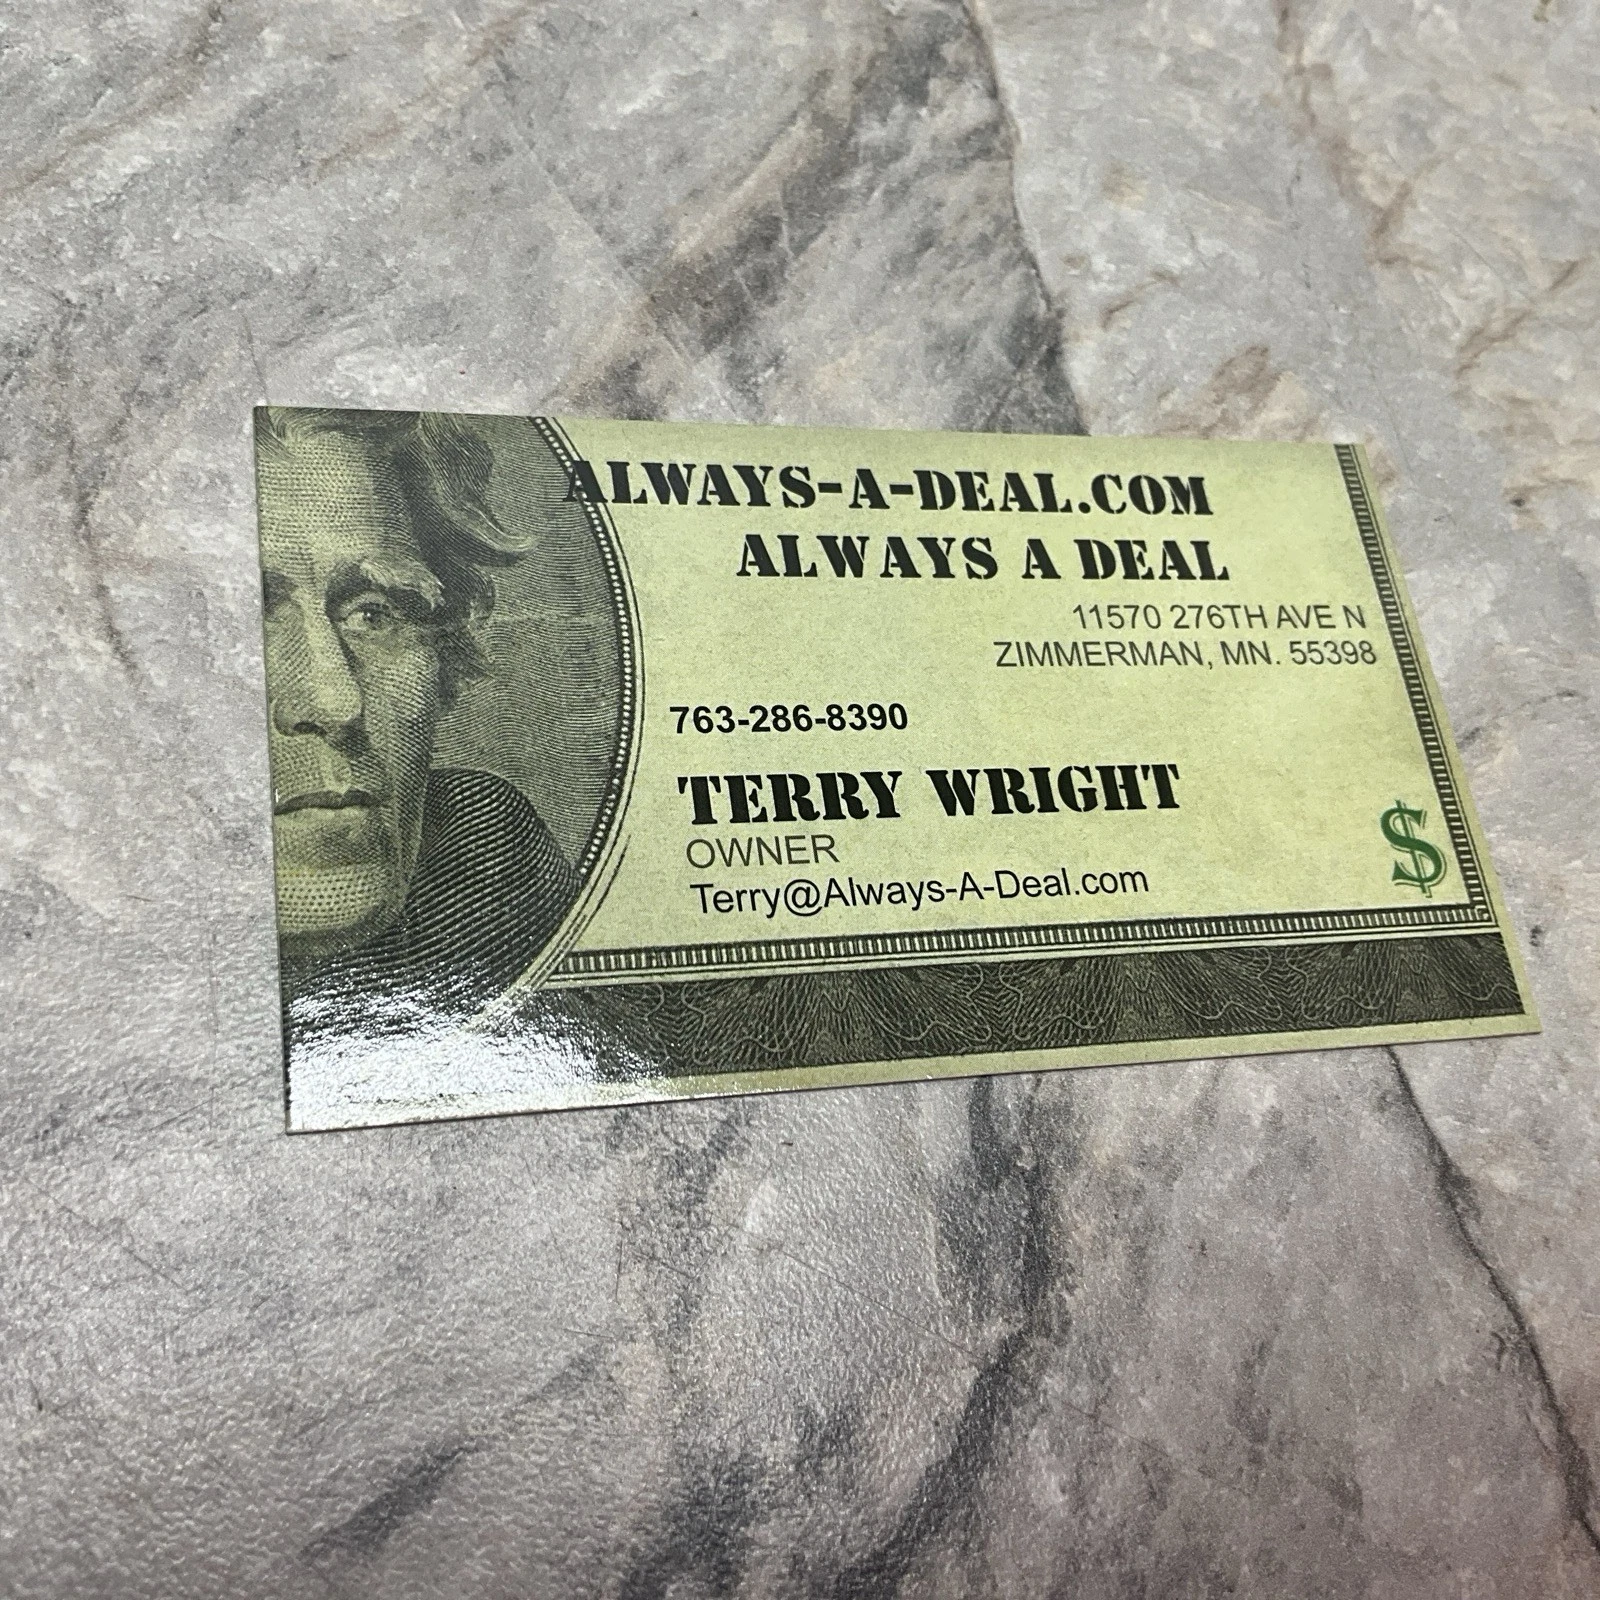 ALWAYS-A-DEAL.COM
ALWAYS A DEAL
11570 276TH AVE N
ZIMMERMAN, MN. 55398
763-286-8390
TERRY WRIGHT
OWNER
Terry@Always-A-Deal.com
$